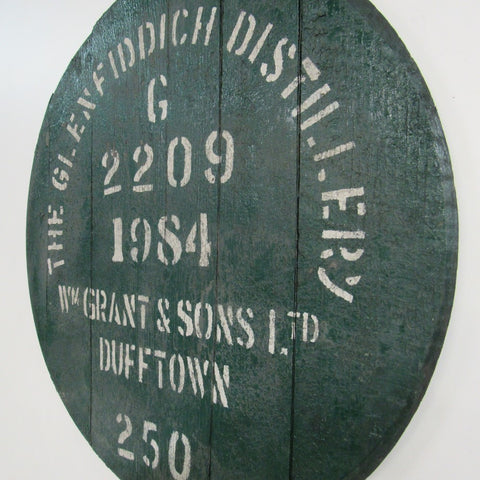 THE GLENFIDDICH DISTILLERY
G
2209
1984
WM GRANT & SONS LTD
DUFFTOWN
250